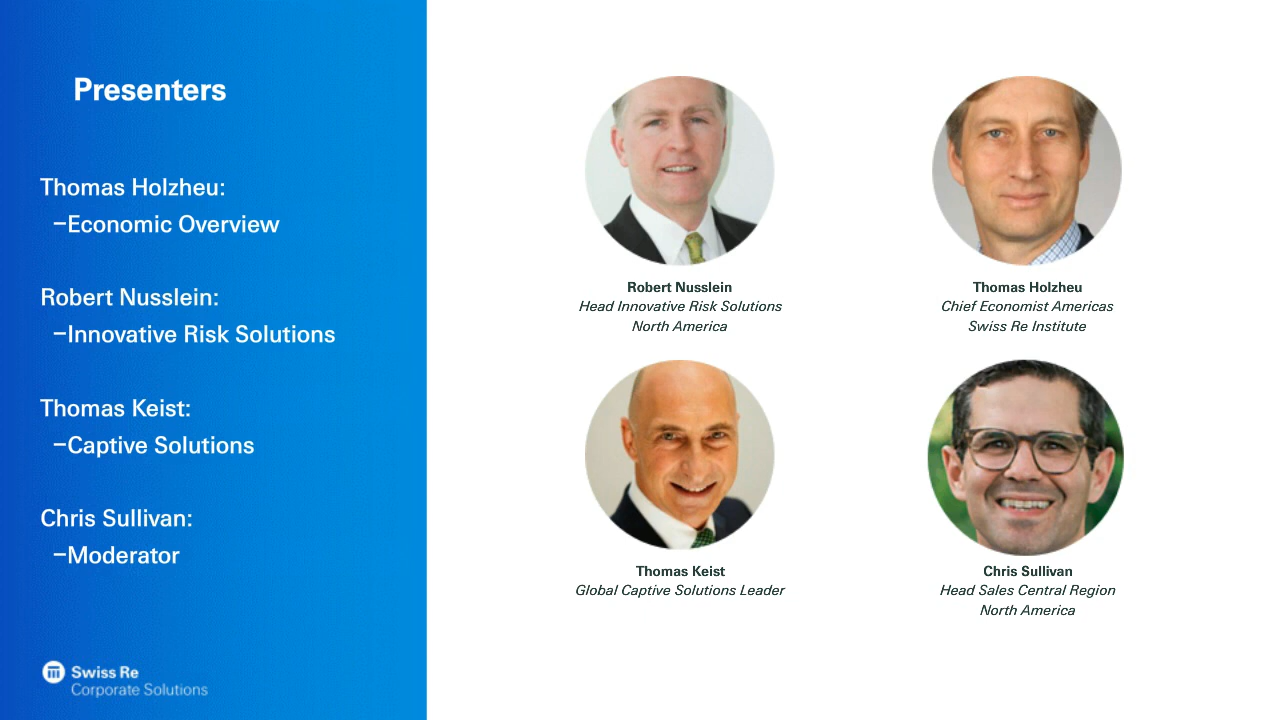 Presenters
Thomas Holzheu:
–Economic Overview
Robert Nusslein:
–Innovative Risk Solutions
Thomas Keist:
–Captive Solutions
Chris Sullivan:
–Moderator
Swiss Re
Corporate Solutions
Robert Nusslein
Head Innovative Risk Solutions
North America
Thomas Holzheu
Chief Economist Americas
Swiss Re Institute
Thomas Keist
Global Captive Solutions Leader
Chris Sullivan
Head Sales Central Region
North America